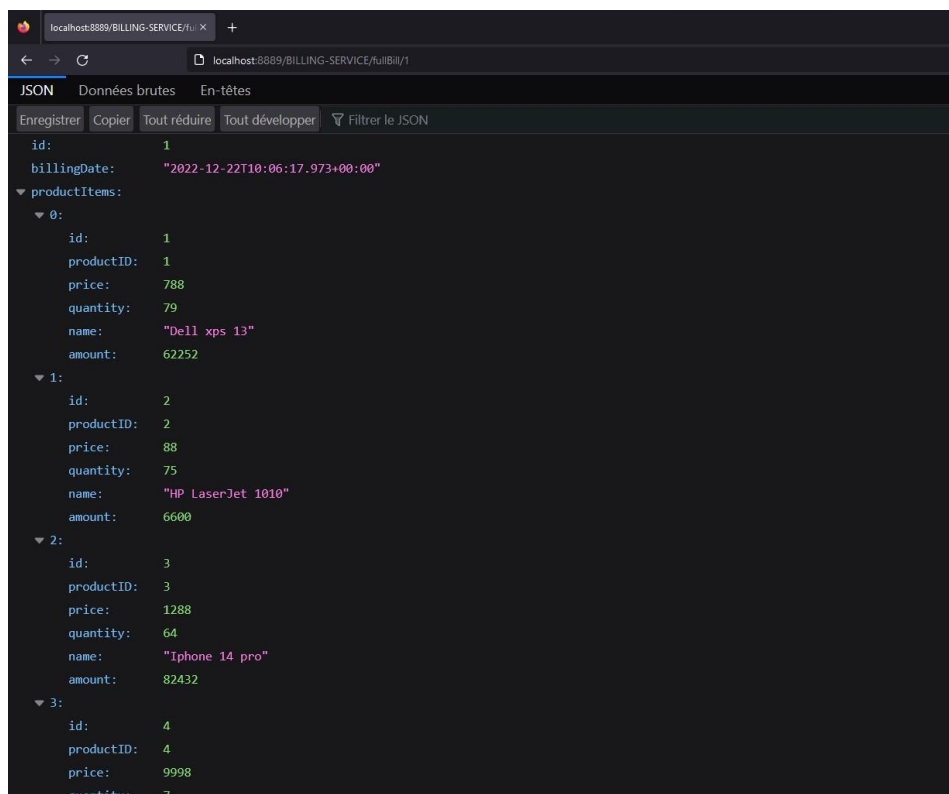 localhost:8889/BILLING-SERVICE/ful
localhost:8889/BILLING-SERVICE/fullBill/1
JSON Données brutes En-têtes
Enregistrer Copier Tout réduire Tout développer Filtrer le JSON
id: 1
billingDate: "2022-12-22T10:06:17.973+00:00"
productItems:
0:
id: 1
productID: 1
price: 788
quantity: 79
name: "Dell xps 13"
amount: 62252
1:
id: 2
productID: 2
price: 88
quantity: 75
name: "HP LaserJet 1010"
amount: 6600
2:
id: 3
productID: 3
price: 1288
quantity: 64
name: "Iphone 14 pro"
amount: 82432
3:
id: 4
productID: 4
price: 9998
quantity: